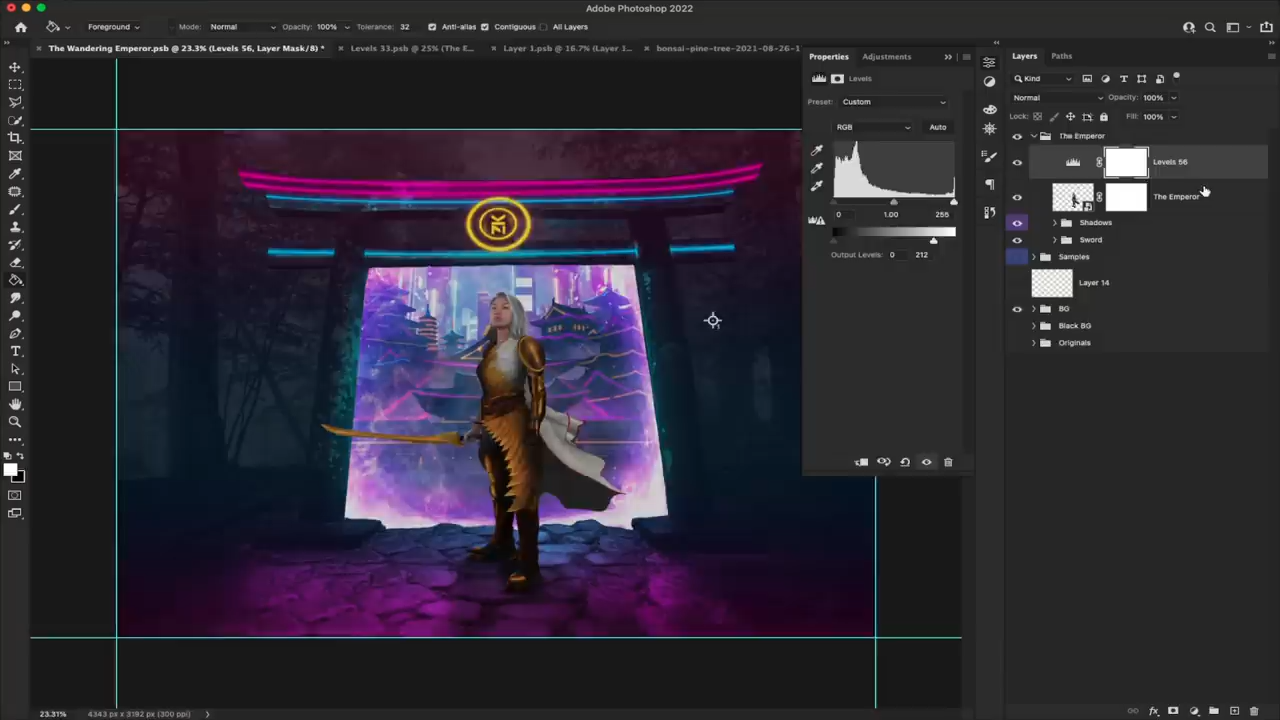 Adobe Photoshop 2022
Foreground Mode: Normal Opacity: 100% Tolerance: 32 Anti-alias Contiguous All Layers
The Wandering Emperor.psb @ 23.3% (Levels 56, Layer Mask/8) * Levels 33.psb @ 25% (The E... Layer 1.psb @ 16.7% (Layer 1... bonsai-pine-tree-2021-08-26-1
Properties Adjustments
Levels
Preset: Custom
RGB Auto
0 1.00 255
Output Levels: 0 212
Layers Paths
Kind
Normal Opacity: 100%
Lock: Fill: 100%
The Emperor
Levels 56
The Emperor
Shadows
Sword
Samples
Layer 14
BG
Black BG
Originals
23.31% 4343 px x 3192 px (300 ppi)